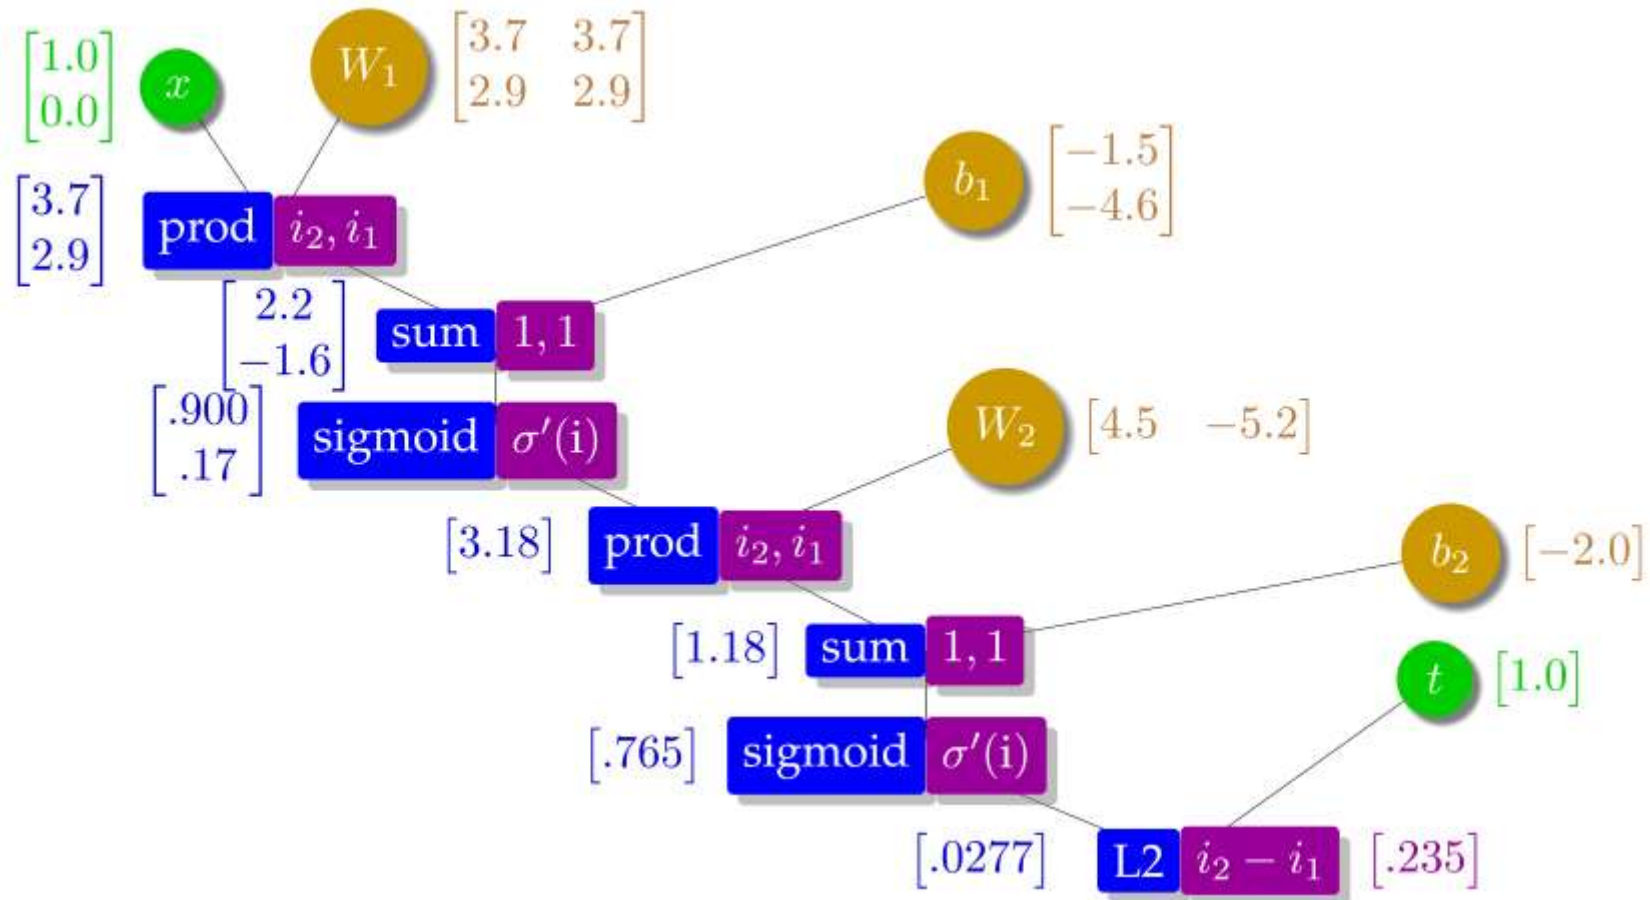 [1.0 0.0] x W₁ [3.7 3.7 2.9 2.9]
[3.7 2.9] prod i₂, i₁ b₁ [−1.5 −4.6]
[2.2 −1.6] sum 1, 1
[.900 .17] sigmoid σ′(i) W₂ [4.5 −5.2]
[3.18] prod i₂, i₁ b₂ [−2.0]
[1.18] sum 1, 1 t [1.0]
[.765] sigmoid σ′(i)
[.0277] L2 i₂ − i₁ [.235]